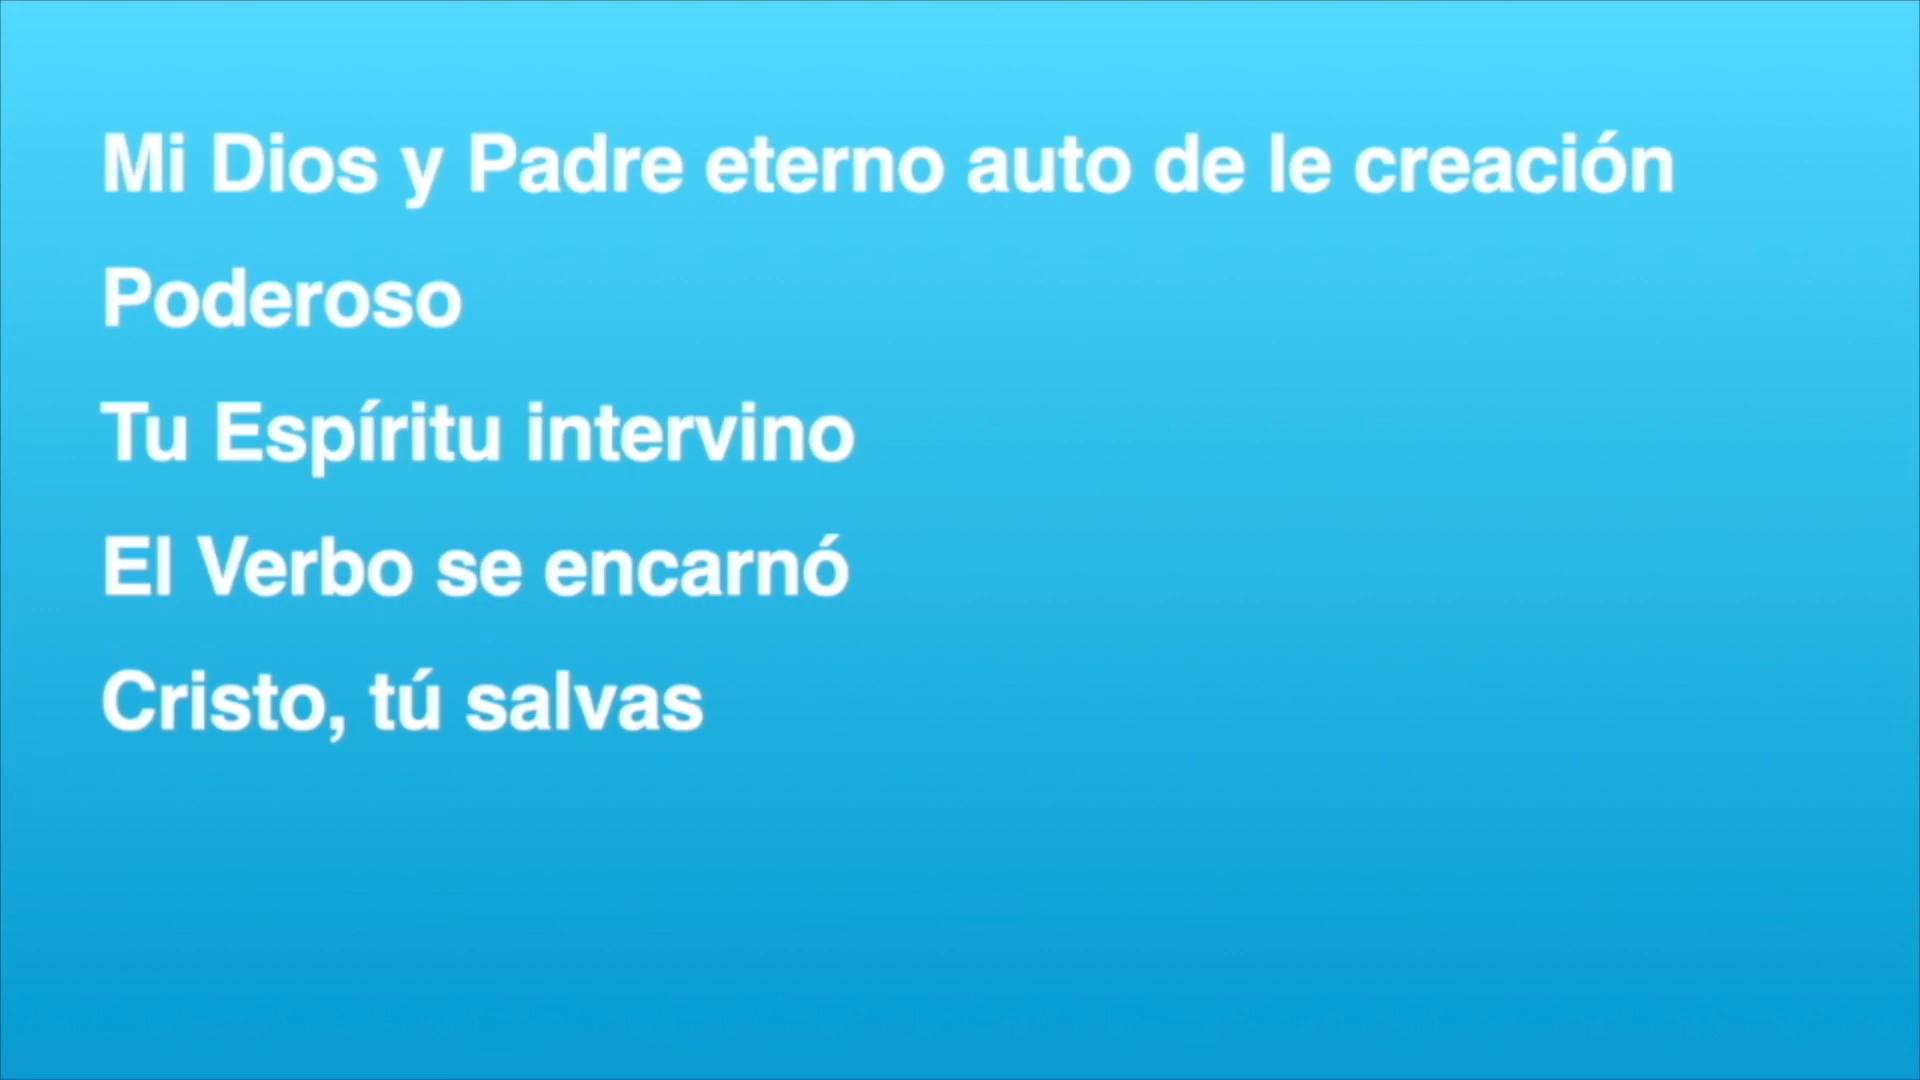 Mi Dios y Padre eterno auto de le creación
Poderoso
Tu Espíritu intervino
El Verbo se encarnó
Cristo, tú salvas